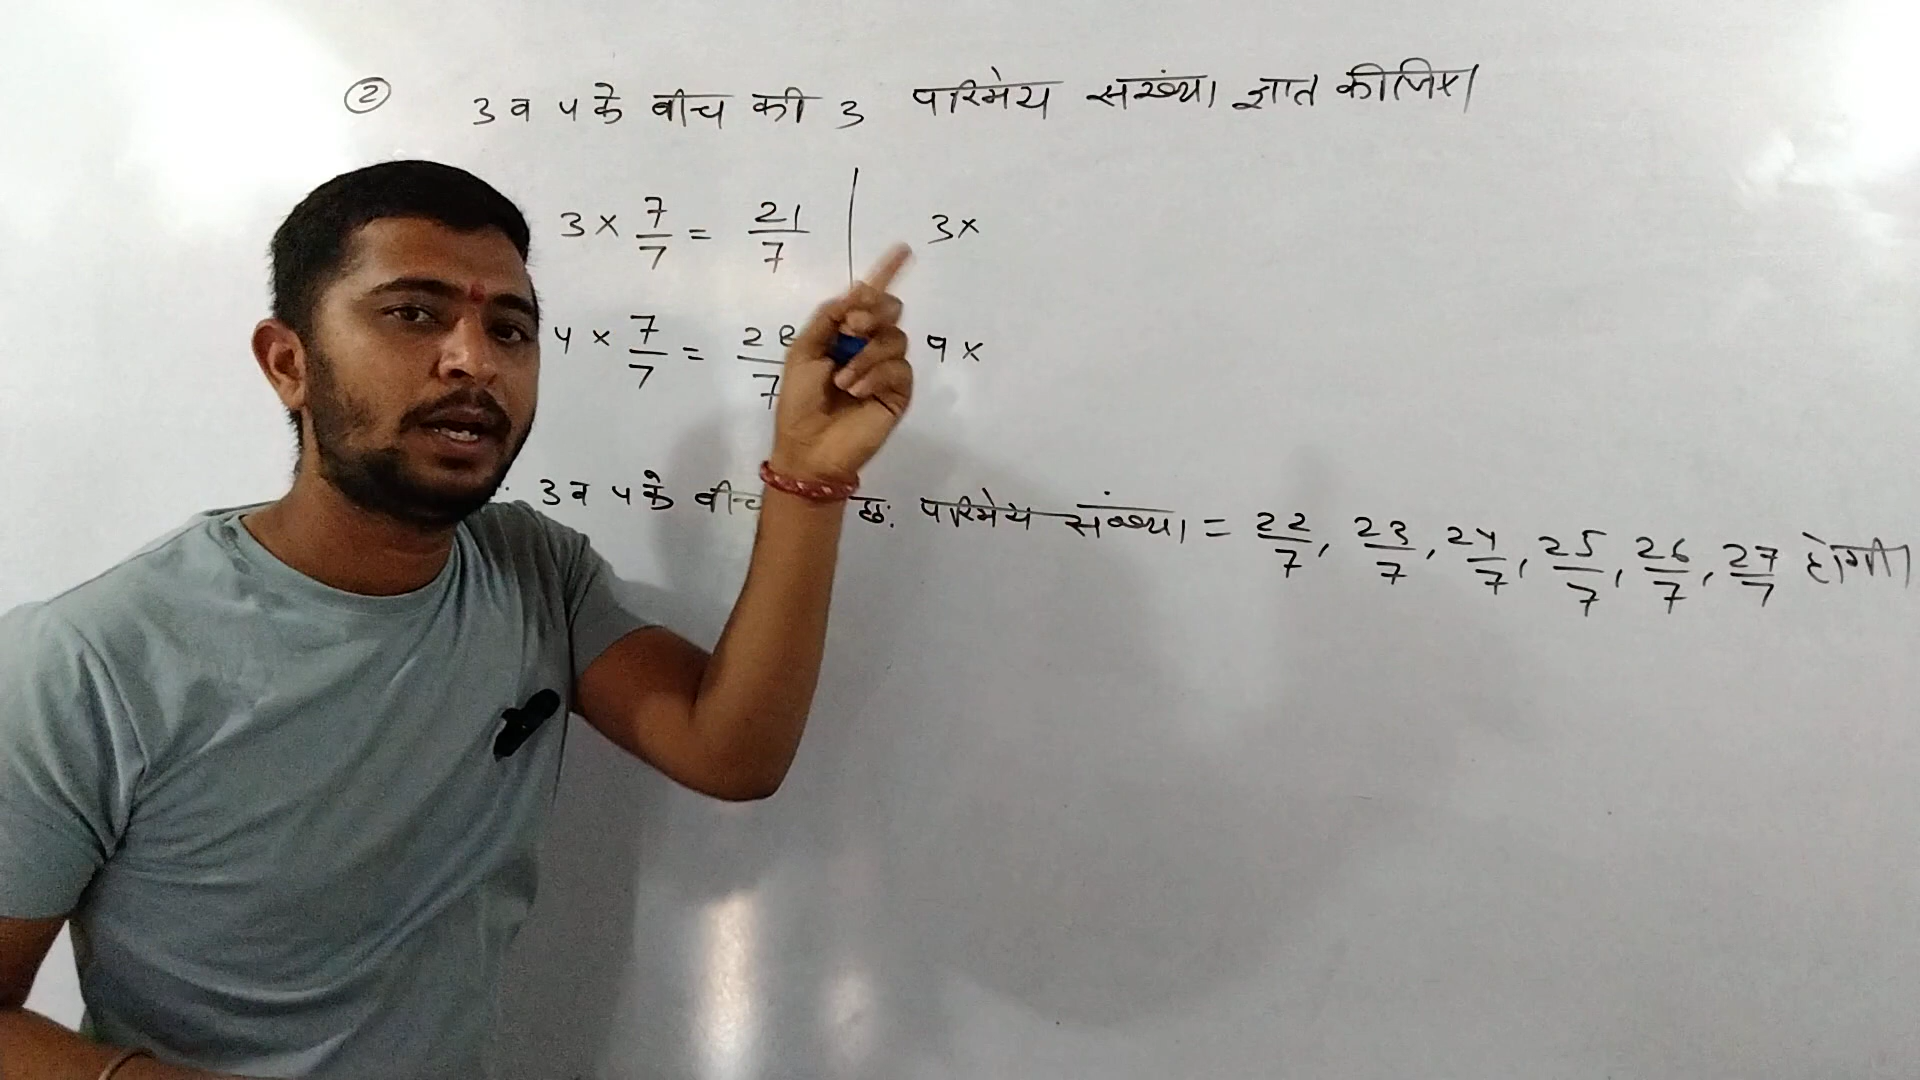 ② 3 व 4 के बीच की 3 परिमेय संख्या ज्ञात कीजिए।
3 × 7/7 = 21/7 | 3×
4 × 7/7 = 28/7 9×
3 व 4 के बीच छः परिमेय संख्या = 22/7, 23/7, 24/7, 25/7, 26/7, 27/7 होगी।